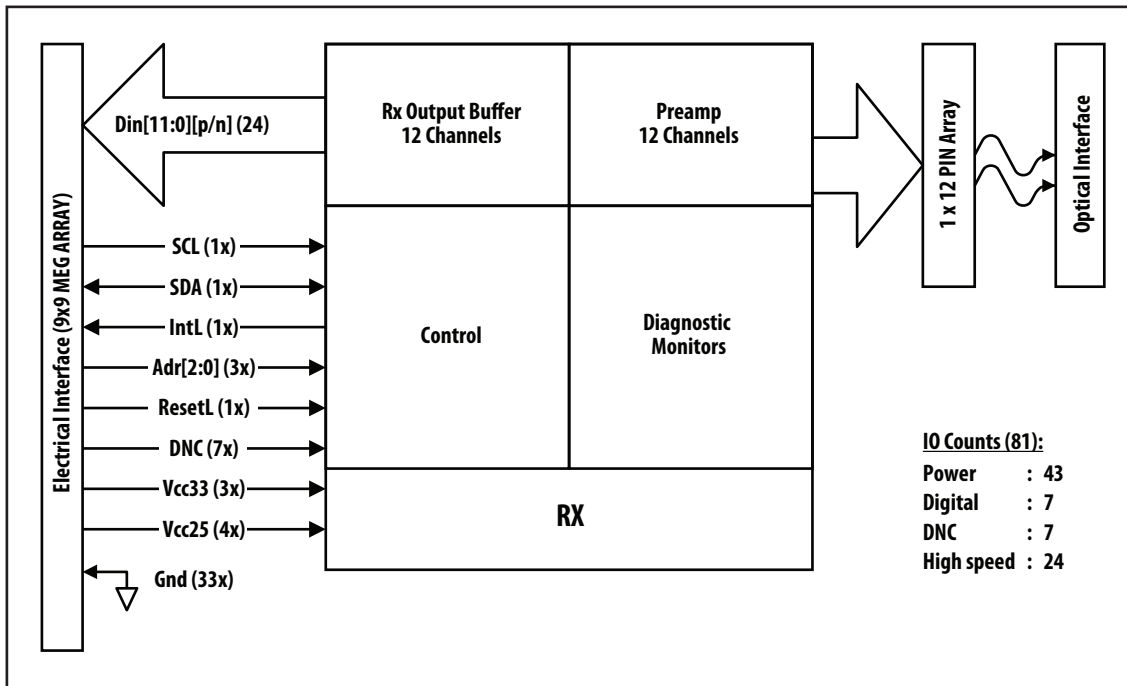 Electrical Interface (9x9 MEG ARRAY)
Din[11:0][p/n] (24)
SCL (1x)
SDA (1x)
IntL (1x)
Adr[2:0] (3x)
ResetL (1x)
DNC (7x)
Vcc33 (3x)
Vcc25 (4x)
Gnd (33x)
Rx Output Buffer
12 Channels
Preamp
12 Channels
Control
Diagnostic
Monitors
RX
1 x 12 PIN Array
Optical Interface
IO Counts (81):
Power : 43
Digital : 7
DNC : 7
High speed : 24